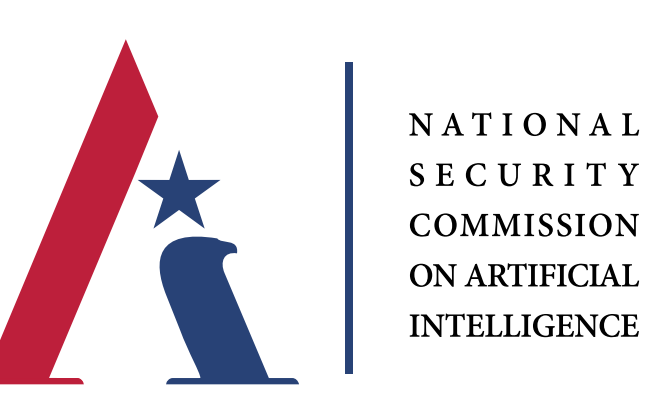 NATIONAL
SECURITY
COMMISSION
ON ARTIFICIAL
INTELLIGENCE